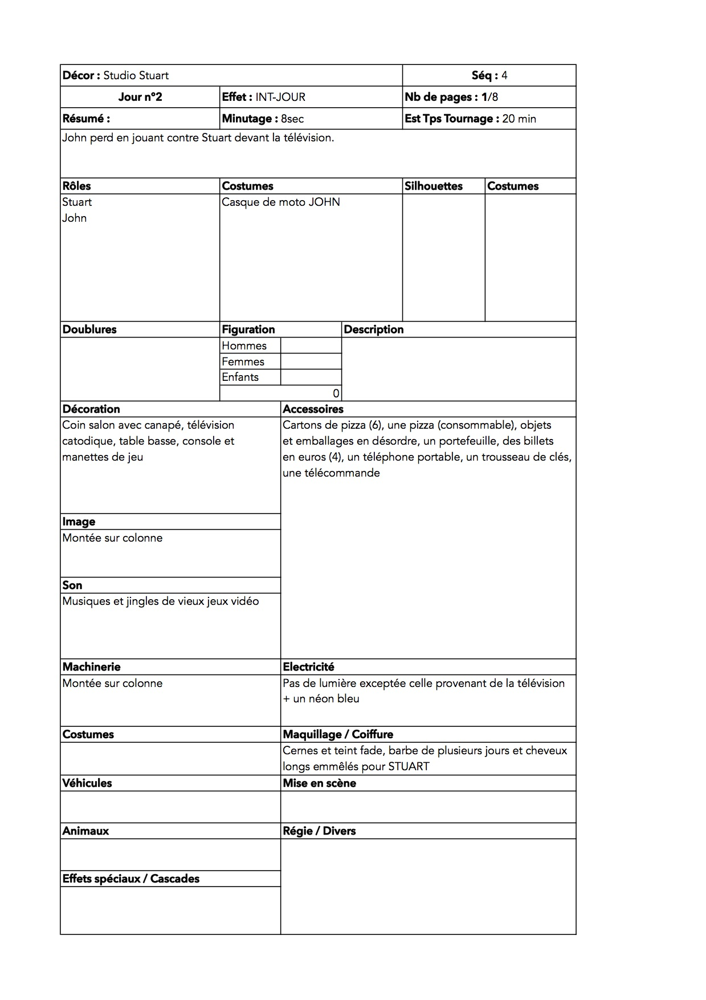 Décor : Studio Stuart
Séq : 4
Jour n°2
Effet : INT-JOUR
Nb de pages : 1/8
Résumé :
Minutage : 8sec
Est Tps Tournage : 20 min
John perd en jouant contre Stuart devant la télévision.
Rôles
Costumes
Silhouettes
Costumes
Stuart
John
Casque de moto JOHN
Doublures
Figuration
Description
Hommes
Femmes
Enfants
0
Décoration
Coin salon avec canapé, télévision
catodique, table basse, console et
manettes de jeu
Accessoires
Cartons de pizza (6), une pizza (consommable), objets
et emballages en désordre, un portefeuille, des billets
en euros (4), un téléphone portable, un trousseau de clés,
une télécommande
Image
Montée sur colonne
Son
Musiques et jingles de vieux jeux vidéo
Machinerie
Montée sur colonne
Electricité
Pas de lumière exceptée celle provenant de la télévision
+ un néon bleu
Costumes
Maquillage / Coiffure
Cernes et teint fade, barbe de plusieurs jours et cheveux
longs emmêlés pour STUART
Véhicules
Mise en scène
Animaux
Régie / Divers
Effets spéciaux / Cascades